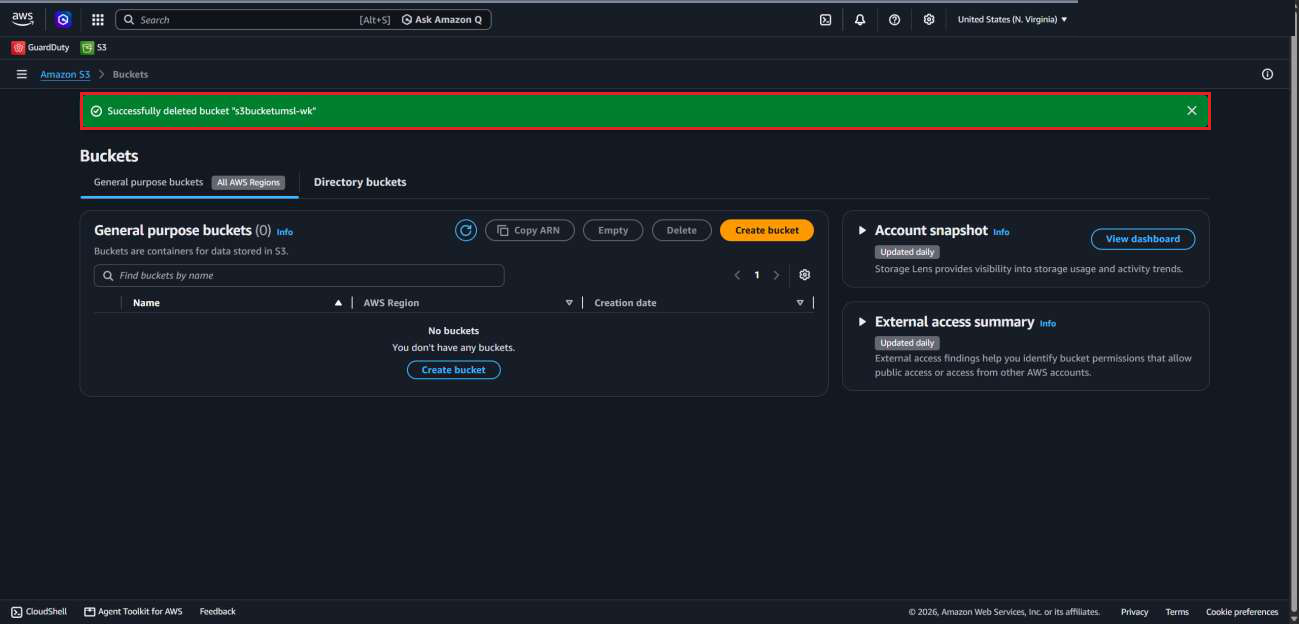 aws
Search [Alt+S] Ask Amazon Q
United States (N. Virginia)
GuardDuty S3
Amazon S3 > Buckets
Successfully deleted bucket "s3bucketumsl-wk"
Buckets
General purpose buckets All AWS Regions Directory buckets
General purpose buckets (0) Info
Copy ARN Empty Delete Create bucket
Buckets are containers for data stored in S3.
Find buckets by name
1
Name AWS Region Creation date
No buckets
You don't have any buckets.
Create bucket
Account snapshot Info
View dashboard
Updated daily
Storage Lens provides visibility into storage usage and activity trends.
External access summary Info
Updated daily
External access findings help you identify bucket permissions that allow
public access or access from other AWS accounts.
CloudShell Agent Toolkit for AWS Feedback
© 2026, Amazon Web Services, Inc. or its affiliates. Privacy Terms Cookie preferences